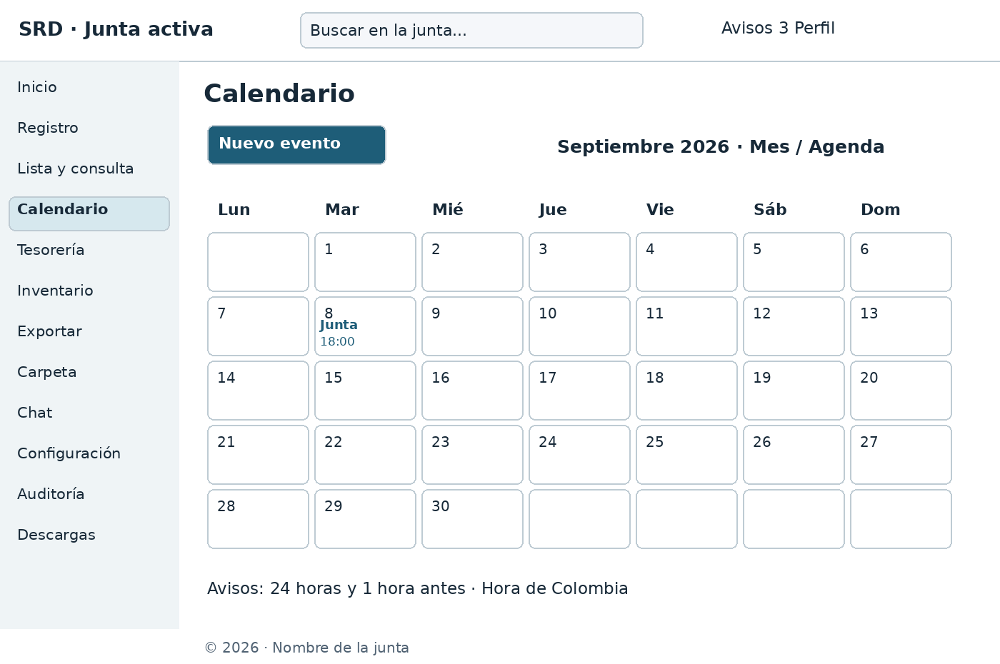 SRD · Junta activa
Buscar en la junta...
Avisos 3 Perfil
Inicio
Registro
Lista y consulta
Calendario
Tesorería
Inventario
Exportar
Carpeta
Chat
Configuración
Auditoría
Descargas
Calendario
Nuevo evento
Septiembre 2026 · Mes / Agenda
Lun Mar Mié Jue Vie Sáb Dom
1 2 3 4 5 6
7 8 9 10 11 12 13
Junta
18:00
14 15 16 17 18 19 20
21 22 23 24 25 26 27
28 29 30
Avisos: 24 horas y 1 hora antes · Hora de Colombia
© 2026 · Nombre de la junta